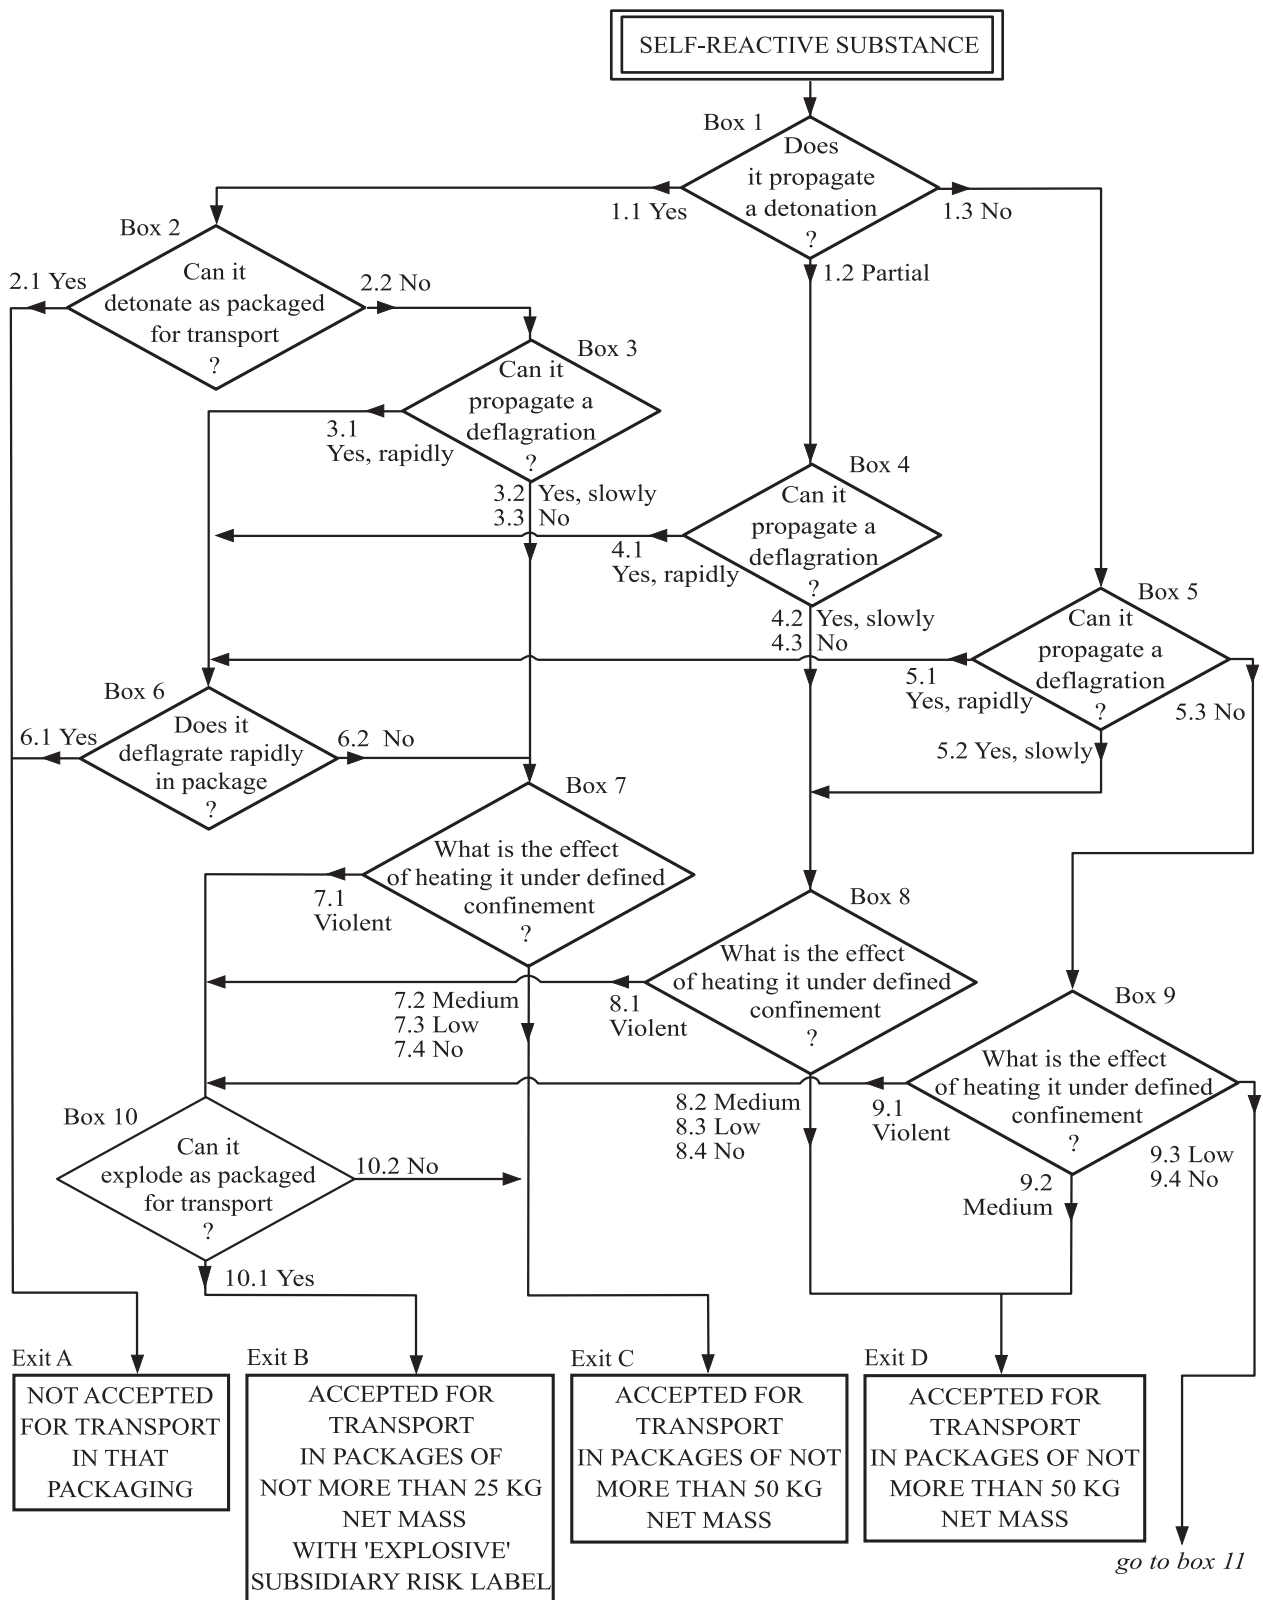 SELF-REACTIVE SUBSTANCE
Box 1
Does
it propagate
a detonation
?
1.1 Yes
1.3 No
1.2 Partial
Box 2
Can it
detonate as packaged
for transport
?
2.1 Yes
2.2 No
Box 3
Can it
propagate a
deflagration
?
3.1
Yes, rapidly
3.2 Yes, slowly
3.3 No
Box 4
Can it
propagate a
deflagration
?
4.1
Yes, rapidly
4.2 Yes, slowly
4.3 No
Box 5
Can it
propagate a
deflagration
?
5.1
Yes, rapidly
5.3 No
5.2 Yes, slowly
Box 6
Does it
deflagrate rapidly
in package
?
6.1 Yes
6.2 No
Box 7
What is the effect
of heating it under defined
confinement
?
7.1
Violent
7.2 Medium
7.3 Low
7.4 No
Box 8
What is the effect
of heating it under defined
confinement
?
8.1
Violent
8.2 Medium
8.3 Low
8.4 No
Box 9
What is the effect
of heating it under defined
confinement
?
9.1
Violent
9.2
Medium
9.3 Low
9.4 No
Box 10
Can it
explode as packaged
for transport
?
10.2 No
10.1 Yes
Exit A
NOT ACCEPTED
FOR TRANSPORT
IN THAT
PACKAGING
Exit B
ACCEPTED FOR
TRANSPORT
IN PACKAGES OF
NOT MORE THAN 25 KG
NET MASS
WITH 'EXPLOSIVE'
SUBSIDIARY RISK LABEL
Exit C
ACCEPTED FOR
TRANSPORT
IN PACKAGES OF NOT
MORE THAN 50 KG
NET MASS
Exit D
ACCEPTED FOR
TRANSPORT
IN PACKAGES OF NOT
MORE THAN 50 KG
NET MASS
go to box 11